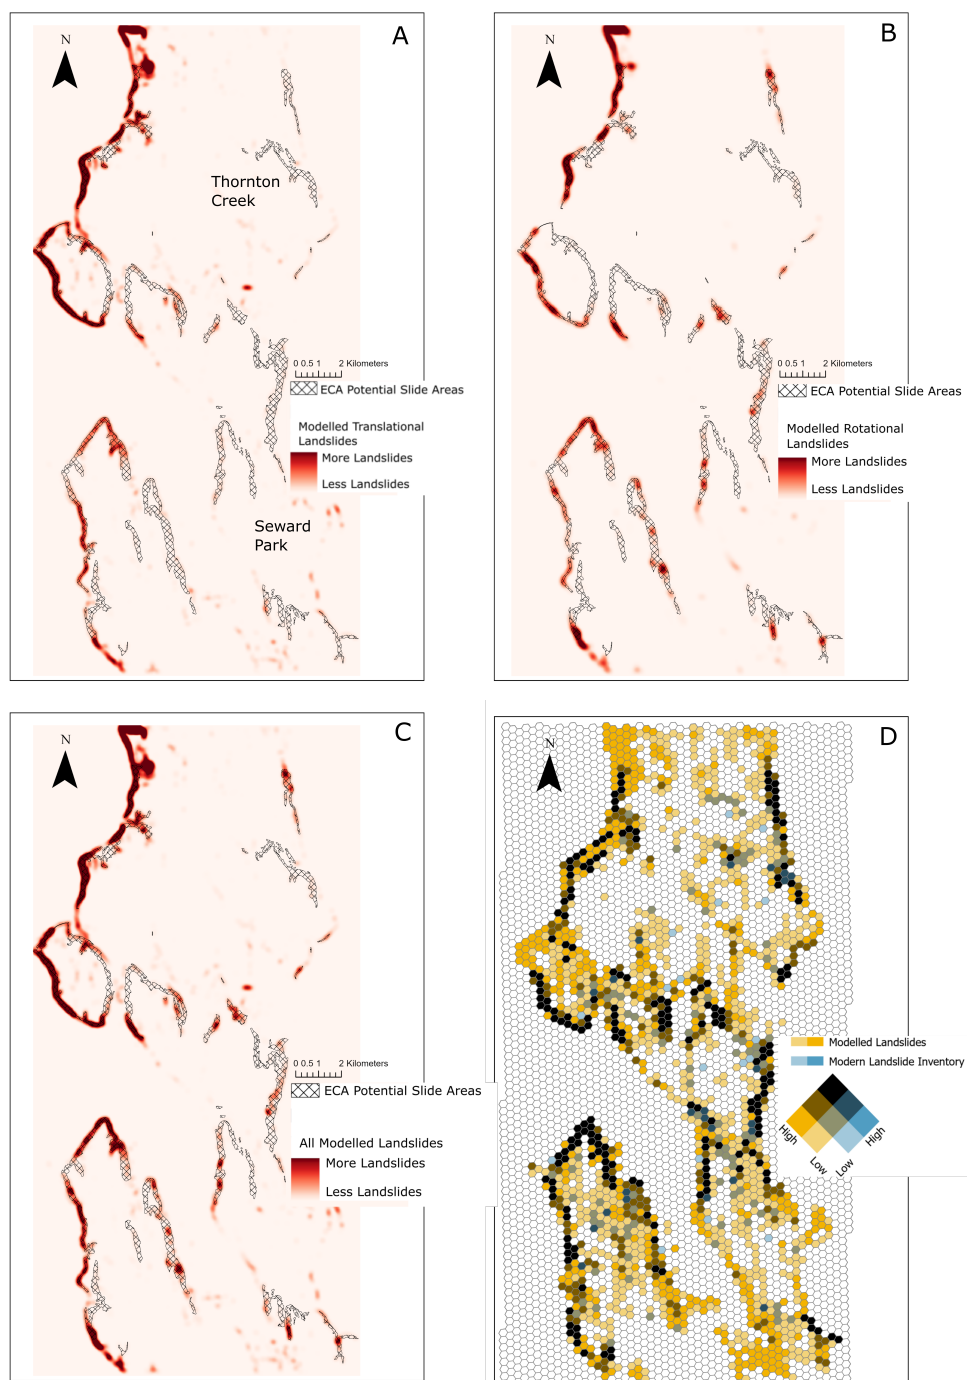 A
N
Thornton
Creek
0 0.5 1 2 Kilometers
ECA Potential Slide Areas
Modelled Translational
Landslides
More Landslides
Less Landslides
Seward
Park
B
N
0 0.5 1 2 Kilometers
ECA Potential Slide Areas
Modelled Rotational
Landslides
More Landslides
Less Landslides
C
N
0 0.5 1 2 Kilometers
ECA Potential Slide Areas
All Modelled Landslides
More Landslides
Less Landslides
D
N
Modelled Landslides
Modern Landslide Inventory
High
Low
Low
High